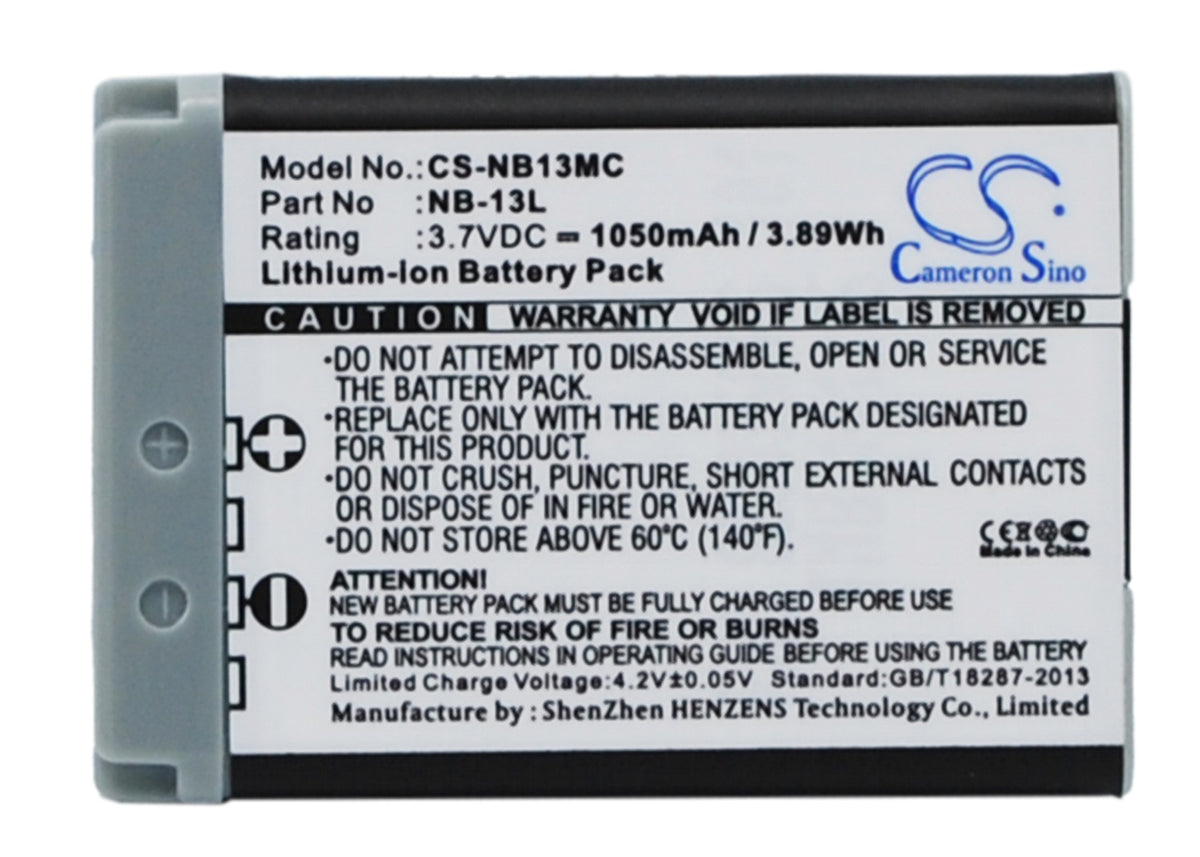 Model No.:CS-NB13MC
Part No :NB-13L
Rating :3.7VDC ⎓ 1050mAh / 3.89Wh
Lithium-Ion Battery Pack
CS
Cameron Sino
CAUTION WARRANTY VOID IF LABEL IS REMOVED
·DO NOT ATTEMPT TO DISASSEMBLE, OPEN OR SERVICE
THE BATTERY PACK.
·REPLACE ONLY WITH THE BATTERY PACK DESIGNATED
FOR THIS PRODUCT.
·DO NOT CRUSH, PUNCTURE, SHORT EXTERNAL CONTACTS
OR DISPOSE OF IN FIRE OR WATER.
·DO NOT STORE ABOVE 60°C (140°F).
CE
Made in China
ATTENTION!
NEW BATTERY PACK MUST BE FULLY CHARGED BEFORE USE
TO REDUCE RISK OF FIRE OR BURNS
READ INSTRUCTIONS IN OPERATING GUIDE BEFORE USING THE BATTERY
Limited Charge Voltage:4.2V±0.05V Standard:GB/T18287-2013
Manufacture by : ShenZhen HENZENS Technology Co., Limited